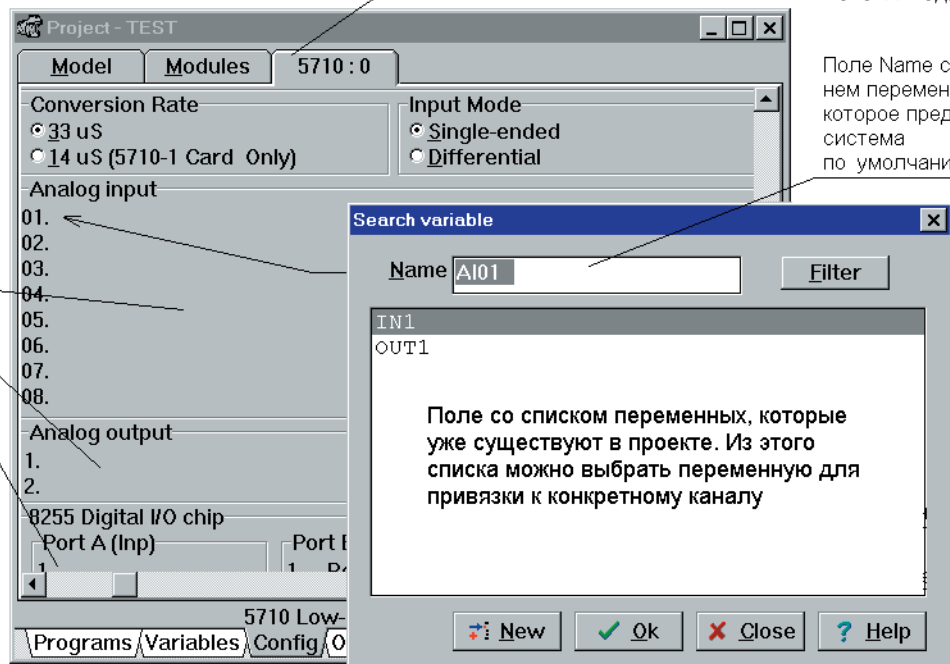 Project - TEST
Model Modules 5710 : 0
Поле Name с
нем перемен
которое пред
система
по умолчани
Conversion Rate
33 uS
14 uS (5710-1 Card Only)
Input Mode
Single-ended
Differential
Analog input
01.
02.
03.
04.
05.
06.
07.
08.
Analog output
1.
2.
8255 Digital I/O chip
Port A (Inp)
Port
1
1
5710 Low-
Programs Variables Config O
Search variable
Name AI01 Filter
IN1
OUT1
Поле со списком переменных, которые
уже существуют в проекте. Из этого
списка можно выбрать переменную для
привязки к конкретному каналу
New Ok Close Help